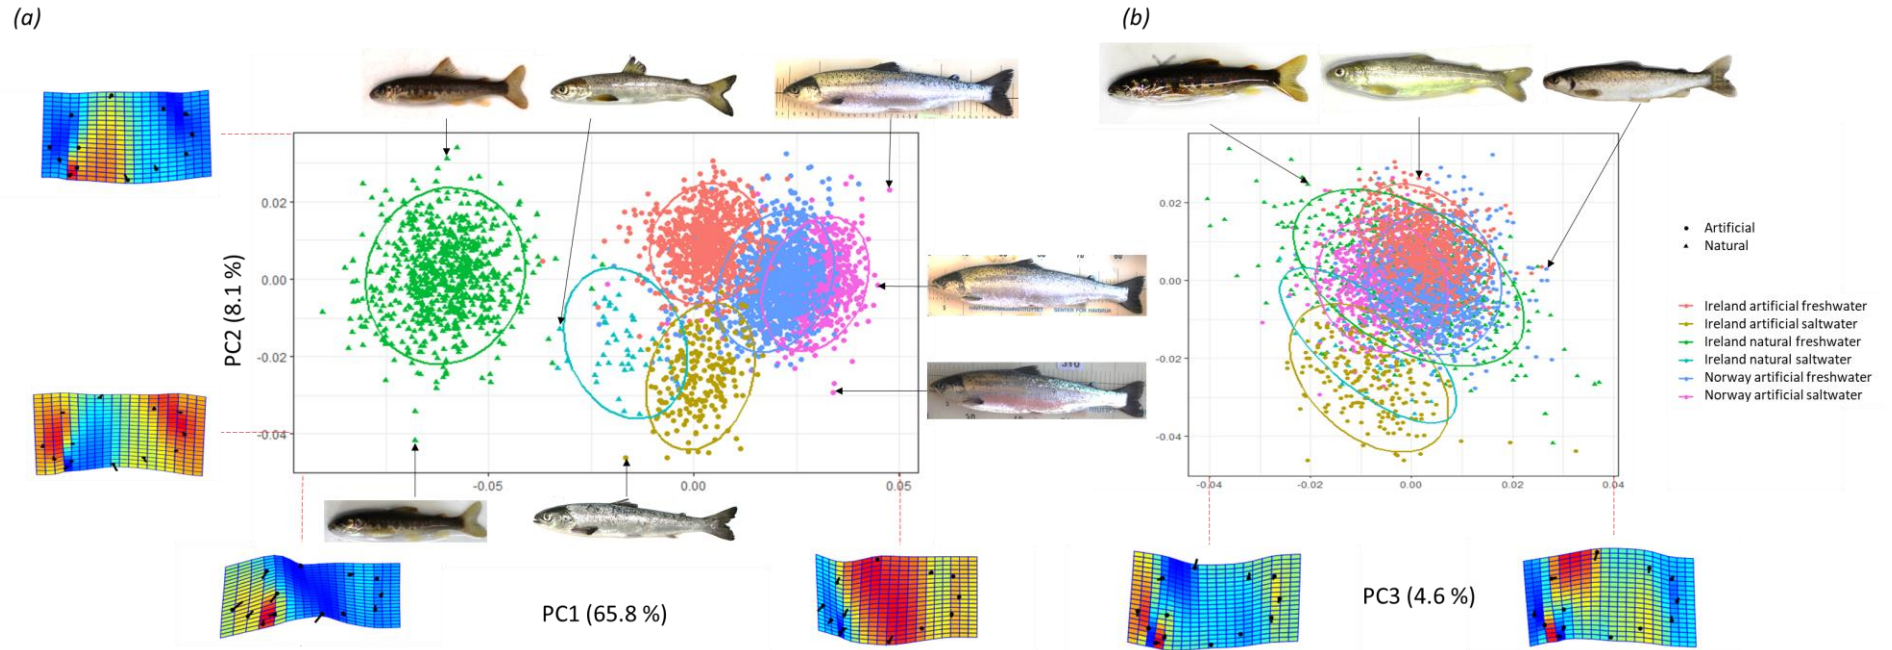 (a)
(b)
PC2 (8.1 %)
0.02
0.00
-0.02
-0.04
-0.05
0.00
0.05
PC1 (65.8 %)
0.02
0.00
-0.02
-0.04
-0.04
-0.02
0.00
0.02
0.04
PC3 (4.6 %)
Artificial
Natural
Ireland artificial freshwater
Ireland artificial saltwater
Ireland natural freshwater
Ireland natural saltwater
Norway artificial freshwater
Norway artificial saltwater